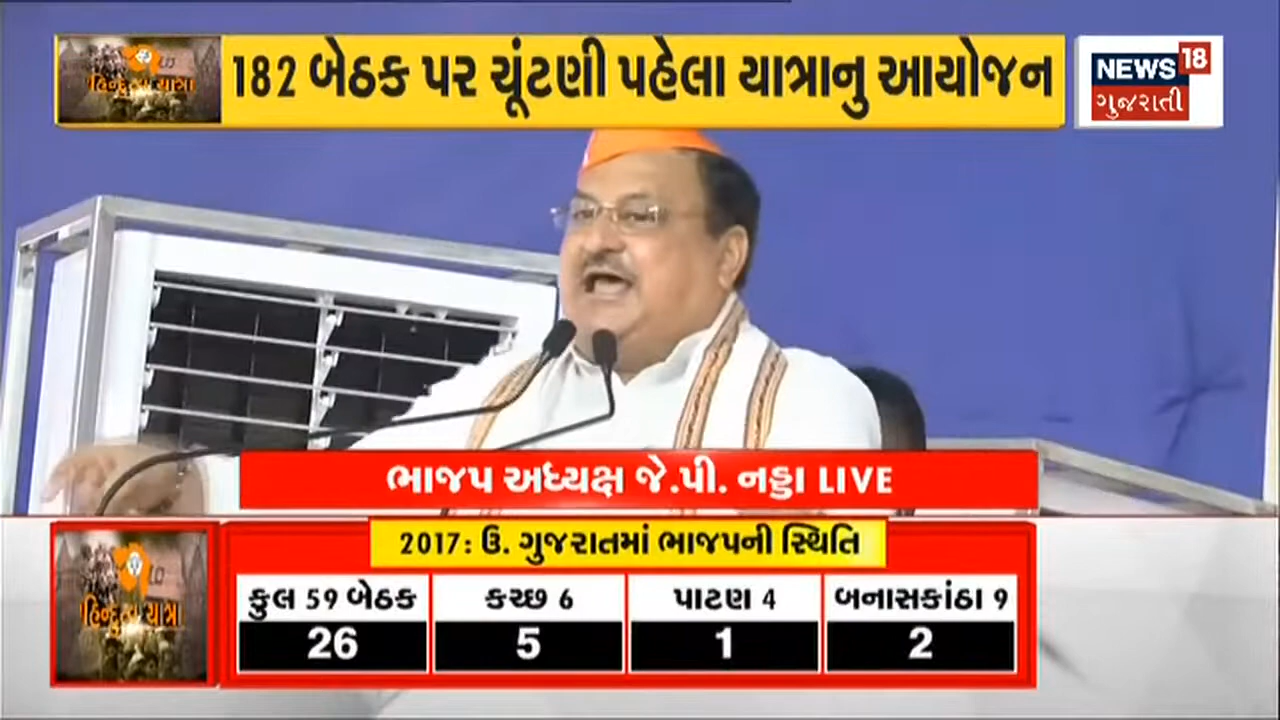 182 બેઠક પર ચૂંટણી પહેલા યાત્રાનુ આયોજન
NEWS 18
ગુજરાતી
ભાજપ અધ્યક્ષ જે.પી. નડ્ડા LIVE
2017: ઉ. ગુજરાતમાં ભાજપની સ્થિતિ
કુલ 59 બેઠક કચ્છ 6 પાટણ 4 બનાસકાંઠા 9
26 5 1 2